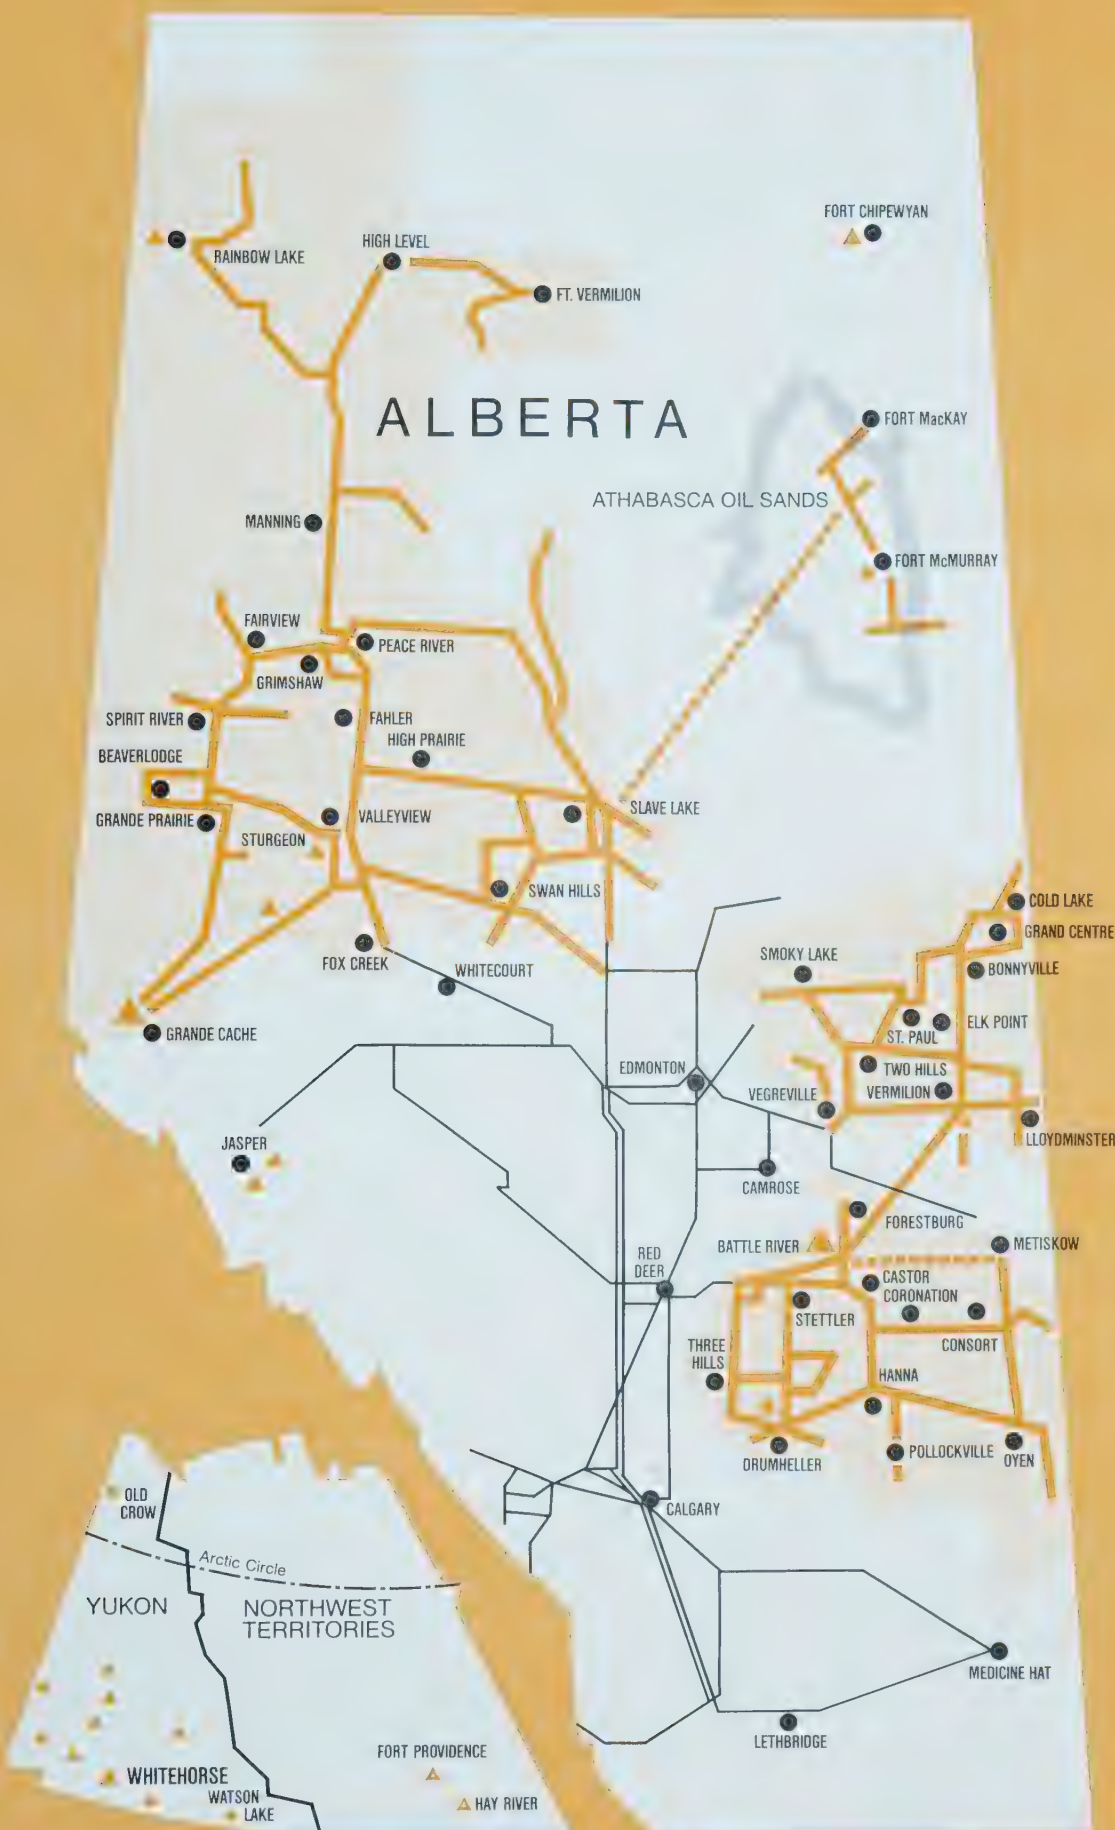 FORT CHIPEWYAN
HIGH LEVEL
RAINBOW LAKE
FT. VERMILION
ALBERTA
FORT MacKAY
ATHABASCA OIL SANDS
MANNING
FORT McMURRAY
FAIRVIEW
PEACE RIVER
GRIMSHAW
SPIRIT RIVER
FAHLER
HIGH PRAIRIE
BEAVERLODGE
SLAVE LAKE
GRANDE PRAIRIE
VALLEYVIEW
STURGEON
SWAN HILLS
COLD LAKE
GRAND CENTRE
SMOKY LAKE
FOX CREEK
WHITECOURT
BONNYVILLE
GRANDE CACHE
ELK POINT
ST. PAUL
EDMONTON
TWO HILLS
VEGREVILLE
VERMILION
LLOYDMINSTER
JASPER
CAMROSE
FORESTBURG
BATTLE RIVER
METISKOW
RED
DEER
CASTOR
CORONATION
STETTLER
THREE
HILLS
CONSORT
HANNA
DRUMHELLER
POLLOCKVILLE
OYEN
CALGARY
OLD
CROW
Arctic Circle
YUKON
NORTHWEST
TERRITORIES
MEDICINE HAT
LETHBRIDGE
FORT PROVIDENCE
WHITEHORSE
WATSON
LAKE
HAY RIVER